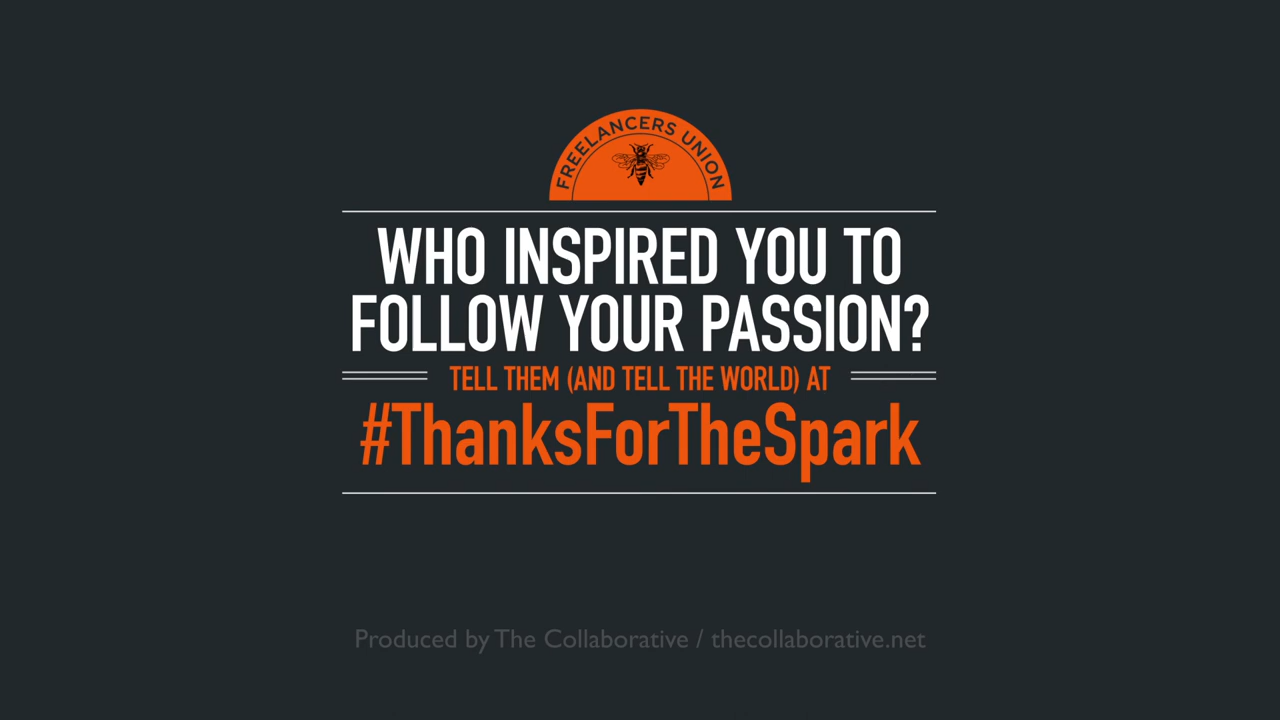 FREELANCERS UNION
WHO INSPIRED YOU TO
FOLLOW YOUR PASSION?
TELL THEM (AND TELL THE WORLD) AT
#ThanksForTheSpark
Produced by The Collaborative / thecollaborative.net